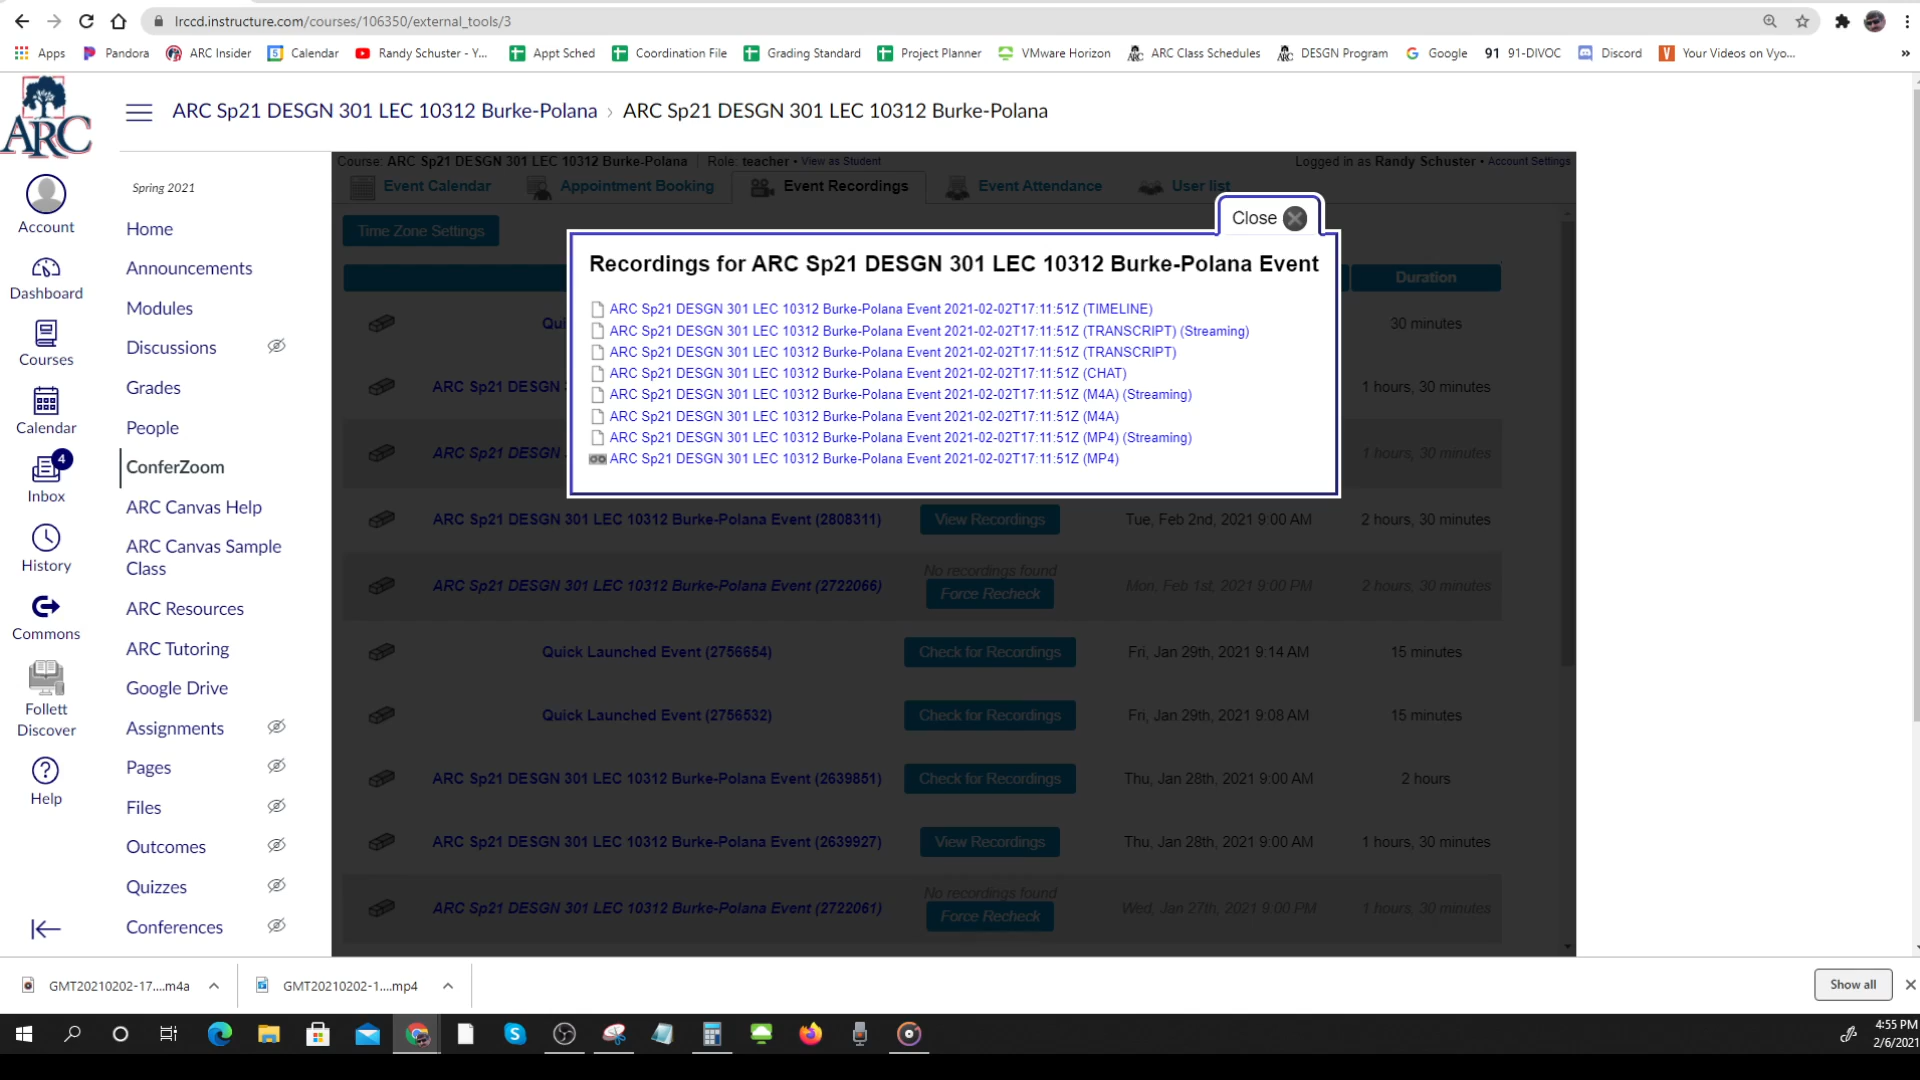 lrccd.instructure.com/courses/106350/external_tools/3
Apps
Pandora
ARC Insider
Calendar
Randy Schuster - Y...
Appt Sched
Coordination File
Grading Standard
Project Planner
VMware Horizon
ARC Class Schedules
DESGN Program
Google
91 91-DIVOC
Discord
Your Videos on Vyo...
»
ARC
ARC Sp21 DESGN 301 LEC 10312 Burke-Polana › ARC Sp21 DESGN 301 LEC 10312 Burke-Polana
Account
Dashboard
Courses
Calendar
4
Inbox
History
Commons
Follett
Discover
Help
Spring 2021
Home
Announcements
Modules
Discussions
Grades
People
ConferZoom
ARC Canvas Help
ARC Canvas Sample
Class
ARC Resources
ARC Tutoring
Google Drive
Assignments
Pages
Files
Outcomes
Quizzes
Conferences
Course: ARC Sp21 DESGN 301 LEC 10312 Burke-Polana | Role: teacher • View as Student
Logged in as Randy Schuster • Account Settings
Event Calendar
Appointment Booking
Event Recordings
Event Attendance
User list
Time Zone Settings
Close
Recordings for ARC Sp21 DESGN 301 LEC 10312 Burke-Polana Event
ARC Sp21 DESGN 301 LEC 10312 Burke-Polana Event 2021-02-02T17:11:51Z (TIMELINE)
ARC Sp21 DESGN 301 LEC 10312 Burke-Polana Event 2021-02-02T17:11:51Z (TRANSCRIPT) (Streaming)
ARC Sp21 DESGN 301 LEC 10312 Burke-Polana Event 2021-02-02T17:11:51Z (TRANSCRIPT)
ARC Sp21 DESGN 301 LEC 10312 Burke-Polana Event 2021-02-02T17:11:51Z (CHAT)
ARC Sp21 DESGN 301 LEC 10312 Burke-Polana Event 2021-02-02T17:11:51Z (M4A) (Streaming)
ARC Sp21 DESGN 301 LEC 10312 Burke-Polana Event 2021-02-02T17:11:51Z (M4A)
ARC Sp21 DESGN 301 LEC 10312 Burke-Polana Event 2021-02-02T17:11:51Z (MP4) (Streaming)
ARC Sp21 DESGN 301 LEC 10312 Burke-Polana Event 2021-02-02T17:11:51Z (MP4)
Duration
Qui
30 minutes
ARC Sp21 DESGN 3
1 hours, 30 minutes
ARC Sp21 DESGN
1 hours, 30 minutes
ARC Sp21 DESGN 301 LEC 10312 Burke-Polana Event (2808311)
View Recordings
Tue, Feb 2nd, 2021 9:00 AM
2 hours, 30 minutes
No recordings found
ARC Sp21 DESGN 301 LEC 10312 Burke-Polana Event (2722066)
Force Recheck
Mon, Feb 1st, 2021 9:00 PM
2 hours, 30 minutes
Quick Launched Event (2756654)
Check for Recordings
Fri, Jan 29th, 2021 9:14 AM
15 minutes
Quick Launched Event (2756532)
Check for Recordings
Fri, Jan 29th, 2021 9:08 AM
15 minutes
ARC Sp21 DESGN 301 LEC 10312 Burke-Polana Event (2639851)
Check for Recordings
Thu, Jan 28th, 2021 9:00 AM
2 hours
ARC Sp21 DESGN 301 LEC 10312 Burke-Polana Event (2639927)
View Recordings
Thu, Jan 28th, 2021 9:00 AM
1 hours, 30 minutes
No recordings found
ARC Sp21 DESGN 301 LEC 10312 Burke-Polana Event (2722061)
Force Recheck
Wed, Jan 27th, 2021 9:00 PM
1 hours, 30 minutes
GMT20210202-17....m4a
GMT20210202-1....mp4
Show all
4:55 PM
2/6/2021